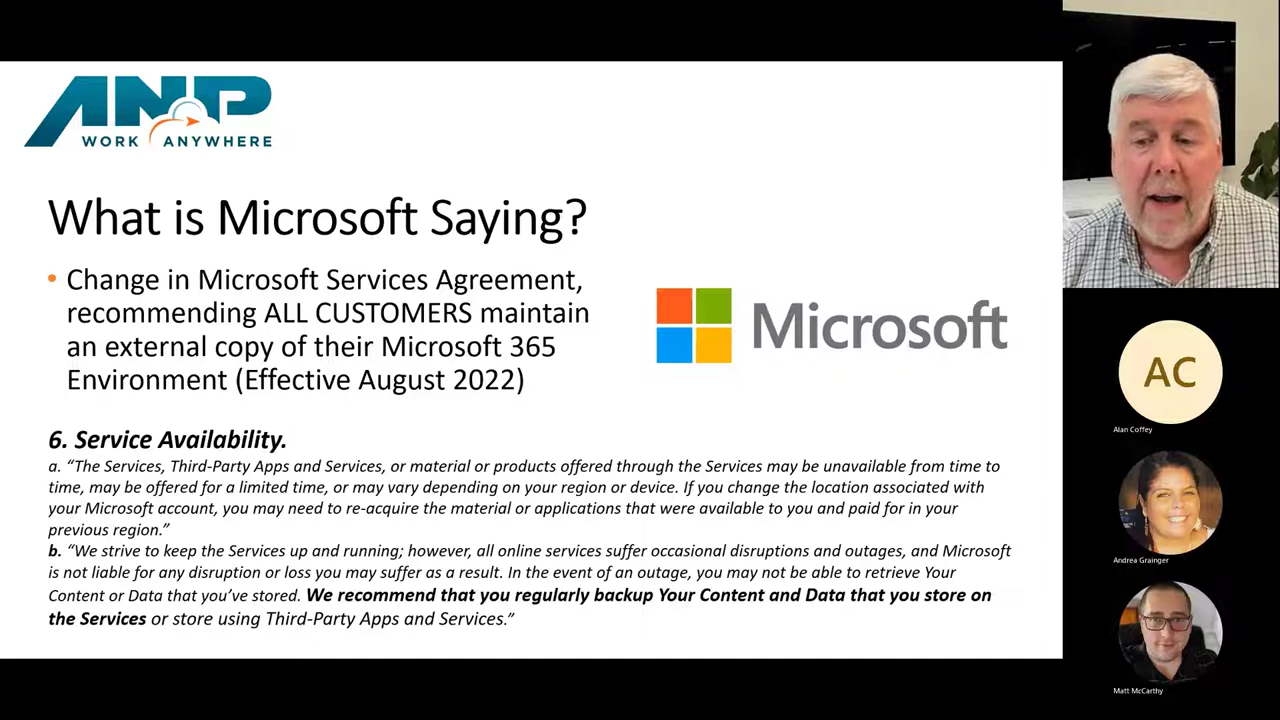 ANP
WORK ANYWHERE
What is Microsoft Saying?
• Change in Microsoft Services Agreement,
recommending ALL CUSTOMERS maintain
an external copy of their Microsoft 365
Environment (Effective August 2022)
Microsoft
6. Service Availability.
a. “The Services, Third-Party Apps and Services, or material or products offered through the Services may be unavailable from time to
time, may be offered for a limited time, or may vary depending on your region or device. If you change the location associated with
your Microsoft account, you may need to re-acquire the material or applications that were available to you and paid for in your
previous region.”
b. “We strive to keep the Services up and running; however, all online services suffer occasional disruptions and outages, and Microsoft
is not liable for any disruption or loss you may suffer as a result. In the event of an outage, you may not be able to retrieve Your
Content or Data that you’ve stored. We recommend that you regularly backup Your Content and Data that you store on
the Services or store using Third-Party Apps and Services.”
AC
Alan Coffey
Andrea Grainger
Matt McCarthy